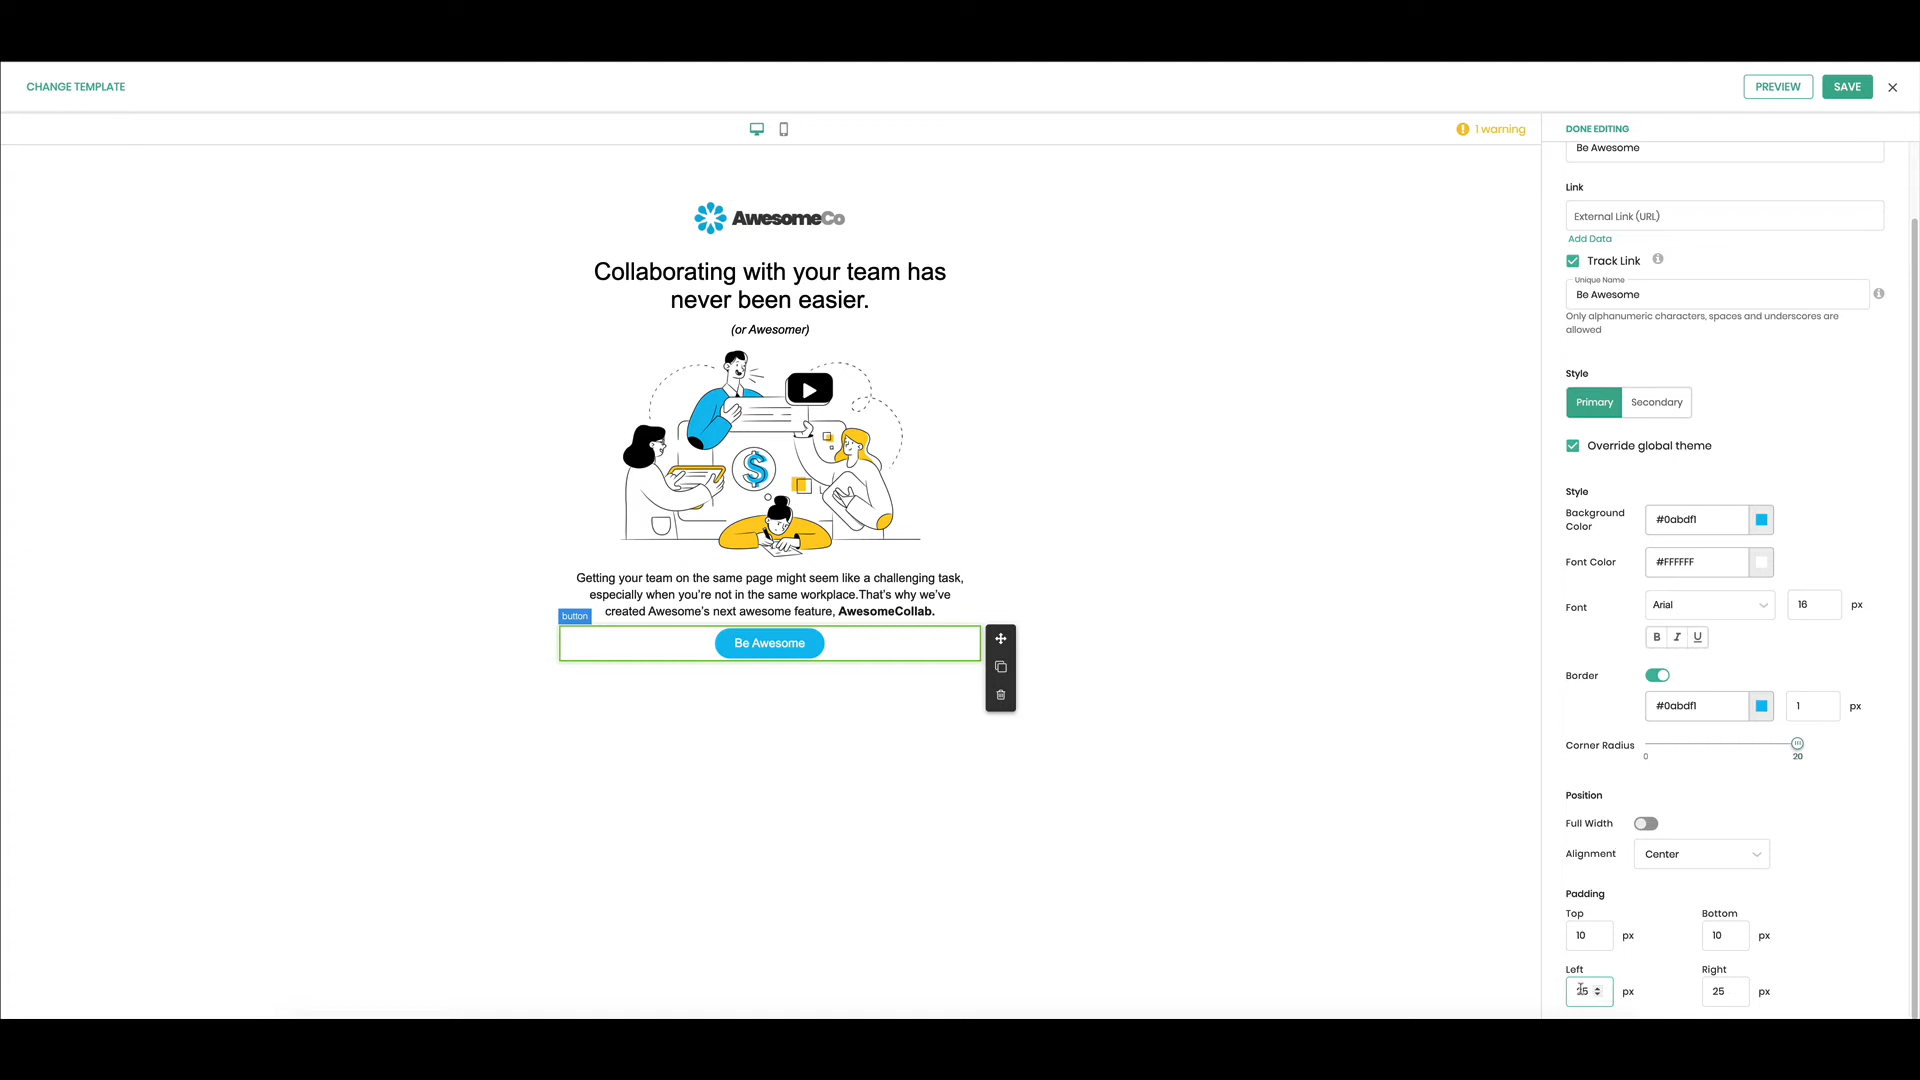 CHANGE TEMPLATE
PREVIEW
SAVE
1 warning
DONE EDITING
Be Awesome
Link
External Link (URL)
Add Data
Track Link
Unique Name
Be Awesome
Only alphanumeric characters, spaces and underscores are
allowed
Style
Primary
Secondary
Override global theme
Style
Background
Color
#0abdf1
Font Color
#FFFFFF
Font
Arial
16
px
B
I
U
Border
#0abdf1
1
px
Corner Radius
0
20
Position
Full Width
Alignment
Center
Padding
Top
Bottom
10
px
10
px
Left
Right
px
25
px
AwesomeCo
Collaborating with your team has
never been easier.
(or Awesomer)
$
Getting your team on the same page might seem like a challenging task,
especially when you're not in the same workplace.That's why we've
created Awesome's next awesome feature, AwesomeCollab.
button
Be Awesome